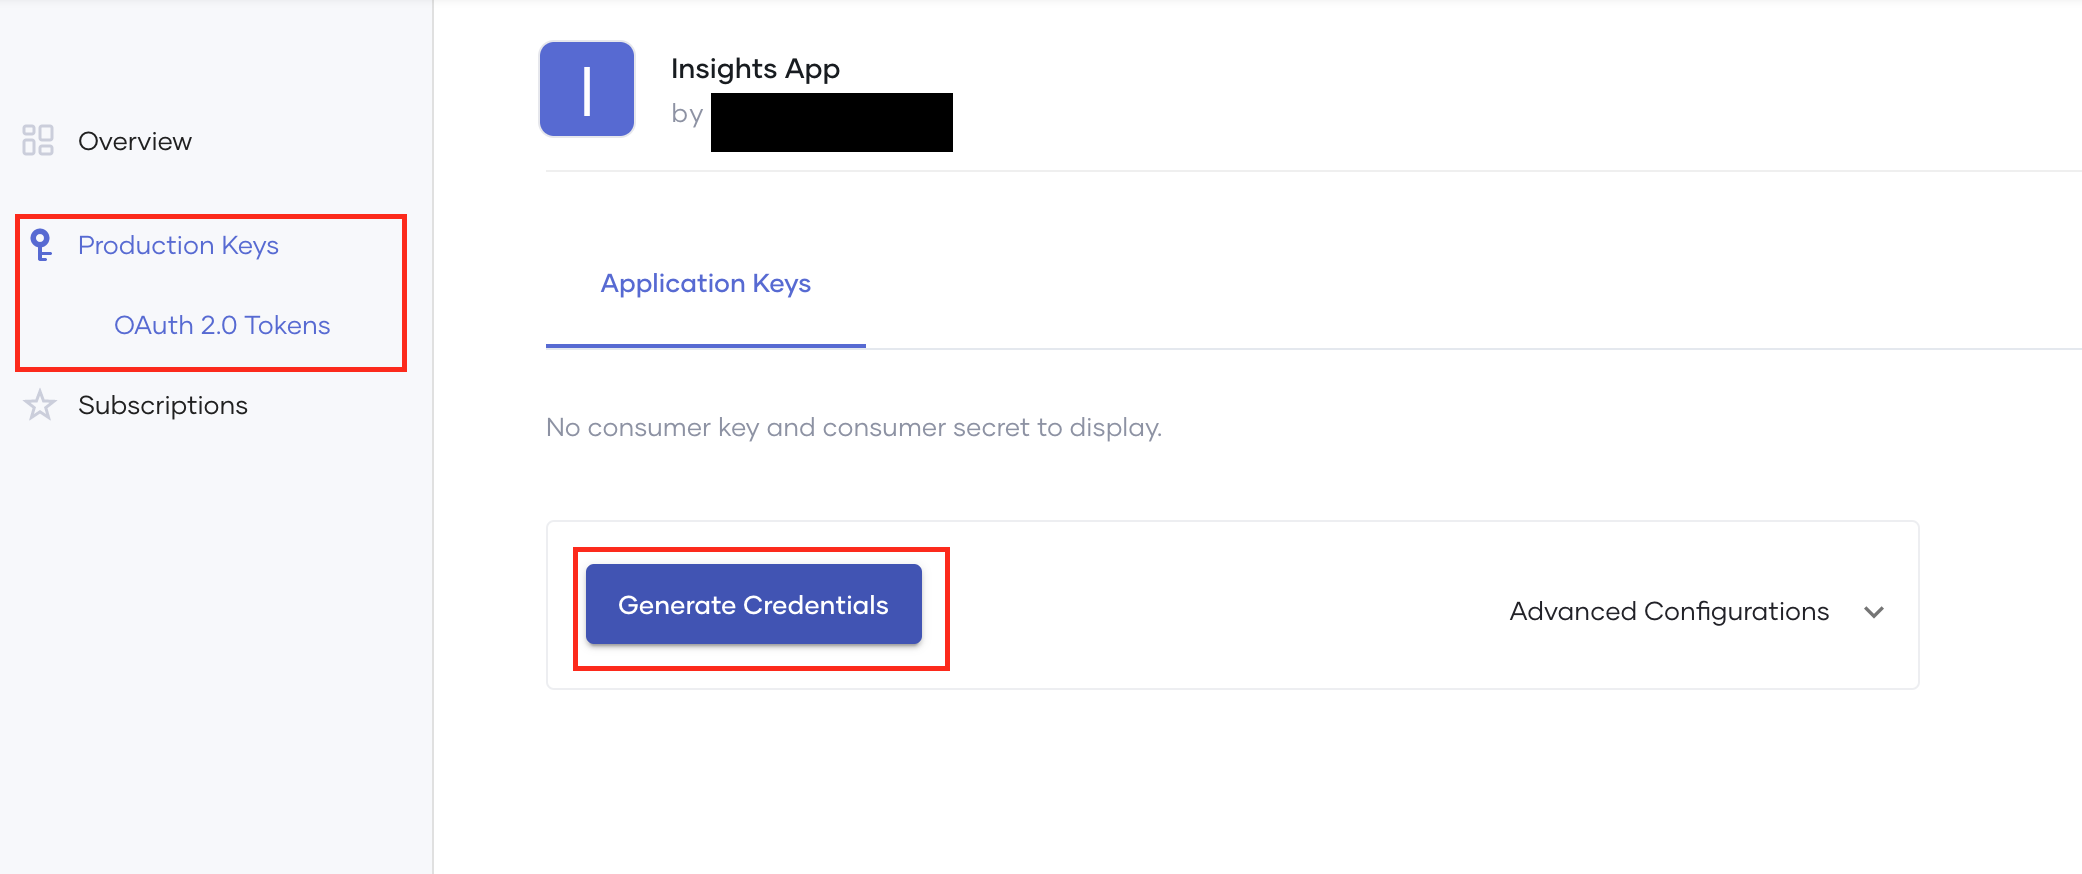 Overview
Production Keys
OAuth 2.0 Tokens
Subscriptions
I
Insights App
by
Application Keys
No consumer key and consumer secret to display.
Generate Credentials
Advanced Configurations